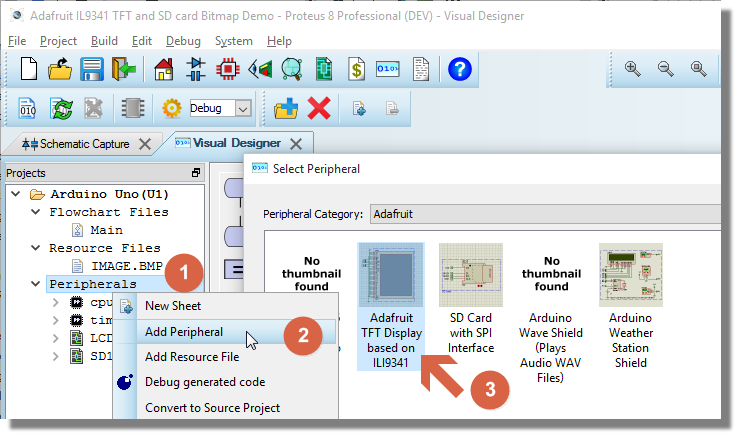 Adafruit IL9341 TFT and SD card Bitmap Demo - Proteus 8 Professional (DEV) - Visual Designer
File Project Build Edit Debug System Help
$ 0101 ?
010 Debug
Schematic Capture Visual Designer
Projects
Arduino Uno(U1)
Flowchart Files
Main
Resource Files
IMAGE.BMP
Peripherals
1
cpu
tim
LCD
SD1
New Sheet
Add Peripheral
2
Add Resource File
Debug generated code
Convert to Source Project
Select Peripheral
Peripheral Category: Adafruit
No
thumbnail
found
Adafruit
TFT Display
based on
ILI9341
SD Card
with SPI
Interface
No
thumbnail
found
Arduino
Wave Shield
(Plays
Audio WAV
Files)
Arduino
Weather
Station
Shield
3